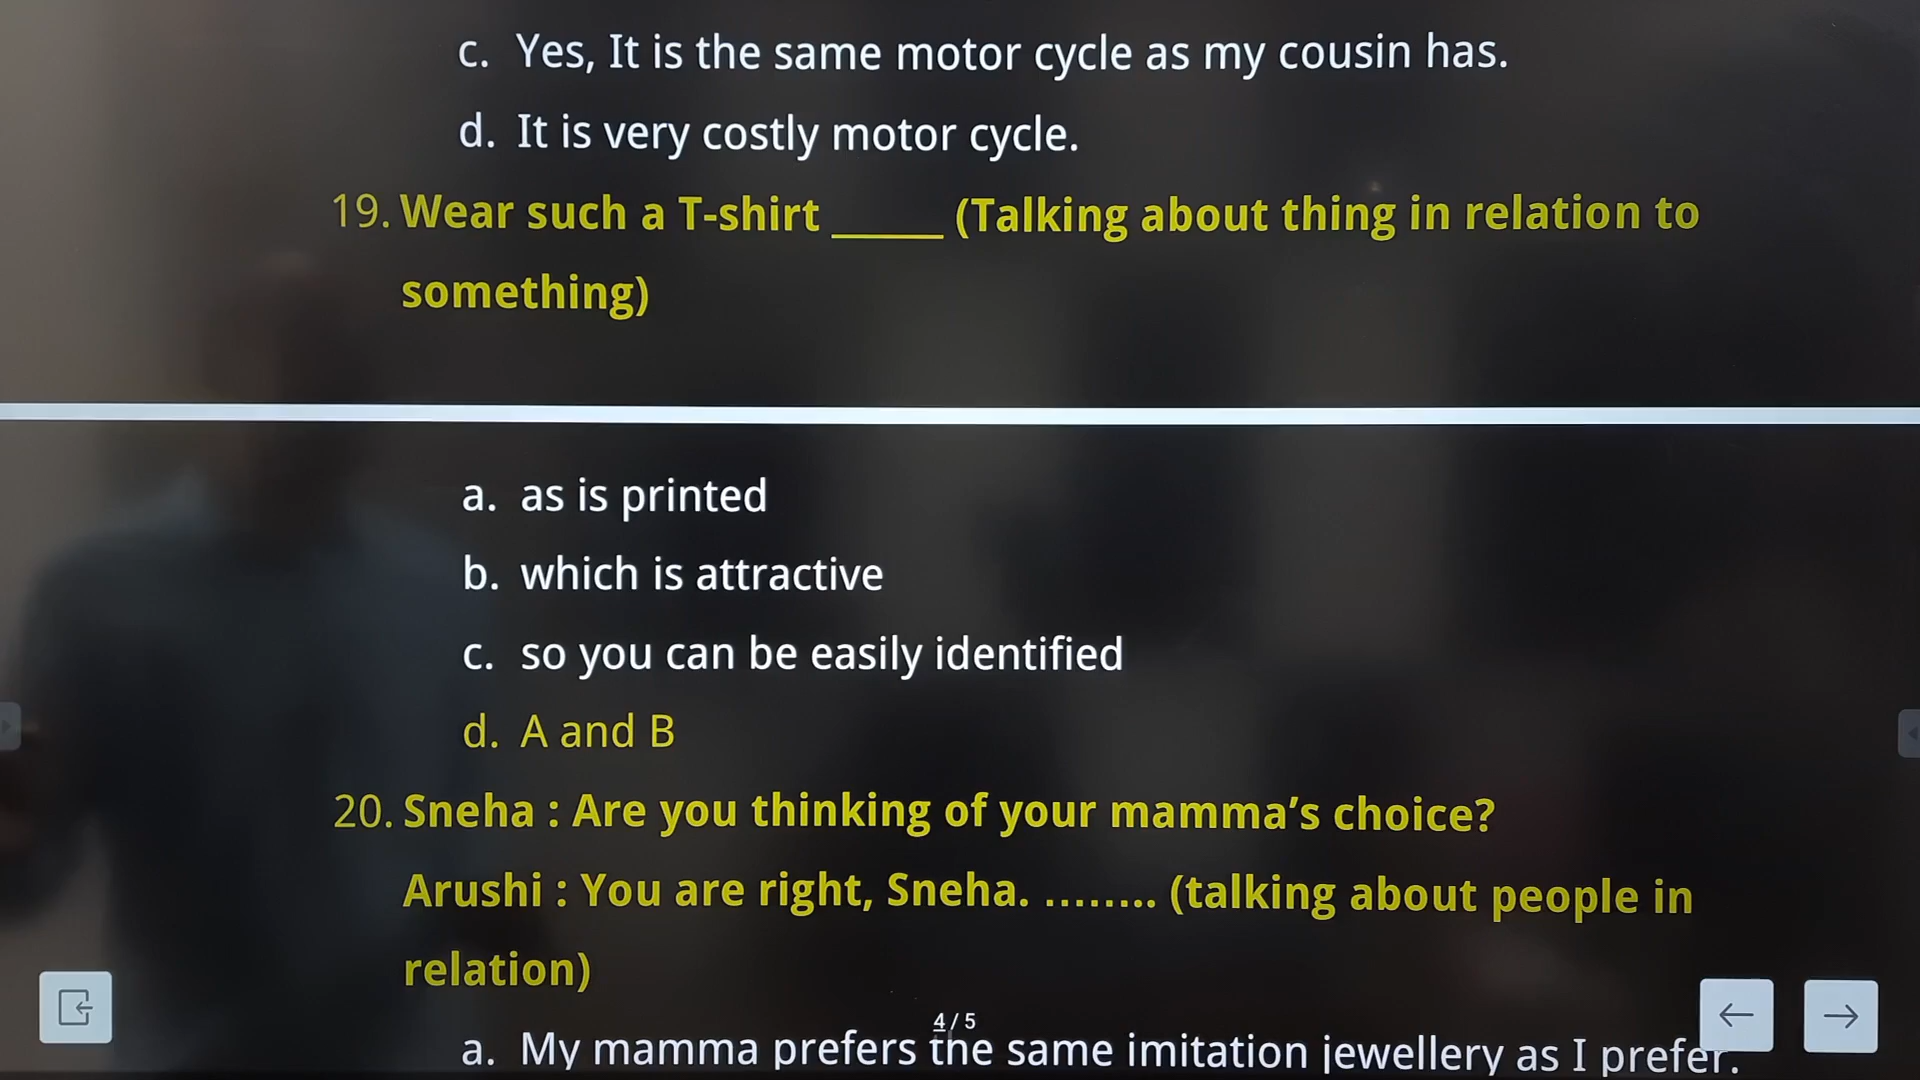 c. Yes, It is the same motor cycle as my cousin has.
d. It is very costly motor cycle.
19. Wear such a T-shirt _____ (Talking about thing in relation to
something)
a. as is printed
b. which is attractive
c. so you can be easily identified
d. A and B
20. Sneha : Are you thinking of your mamma’s choice?
Arushi : You are right, Sneha. ........ (talking about people in
relation)
4 / 5
a. My mamma prefers the same imitation jewellery as I prefer.